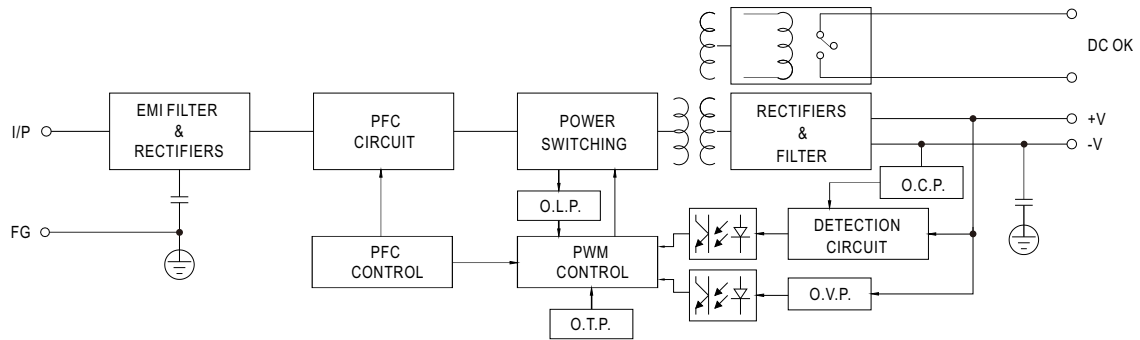 DC OK
I/P
EMI FILTER
&
RECTIFIERS
PFC
CIRCUIT
POWER
SWITCHING
RECTIFIERS
&
FILTER
+V
-V
O.L.P.
O.C.P.
FG
PFC
CONTROL
PWM
CONTROL
DETECTION
CIRCUIT
O.V.P.
O.T.P.